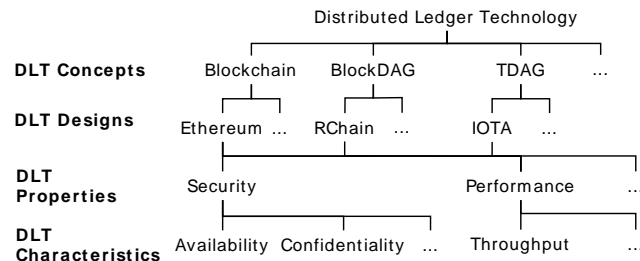 Distributed Ledger Technology
DLT Concepts Blockchain BlockDAG TDAG ...
DLT Designs Ethereum ... RChain ... IOTA ...
DLT Properties Security Performance ...
DLT Characteristics Availability Confidentiality ... Throughput ...